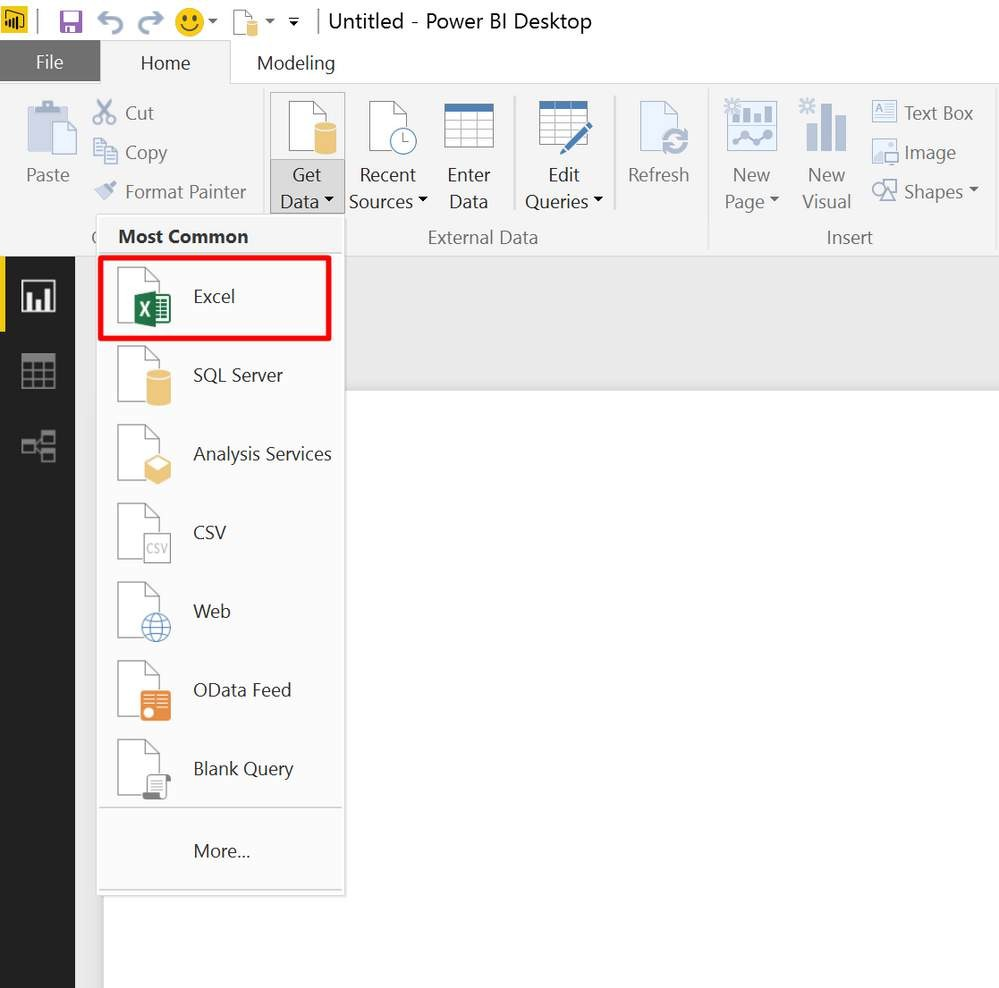 Untitled - Power BI Desktop
File
Home
Modeling
Paste
Cut
Copy
Format Painter
Get
Data
Recent
Sources
Enter
Data
Edit
Queries
Refresh
New
Page
New
Visual
Text Box
Image
Shapes
External Data
Insert
Most Common
Excel
SQL Server
Analysis Services
CSV
CSV
Web
OData Feed
Blank Query
More...